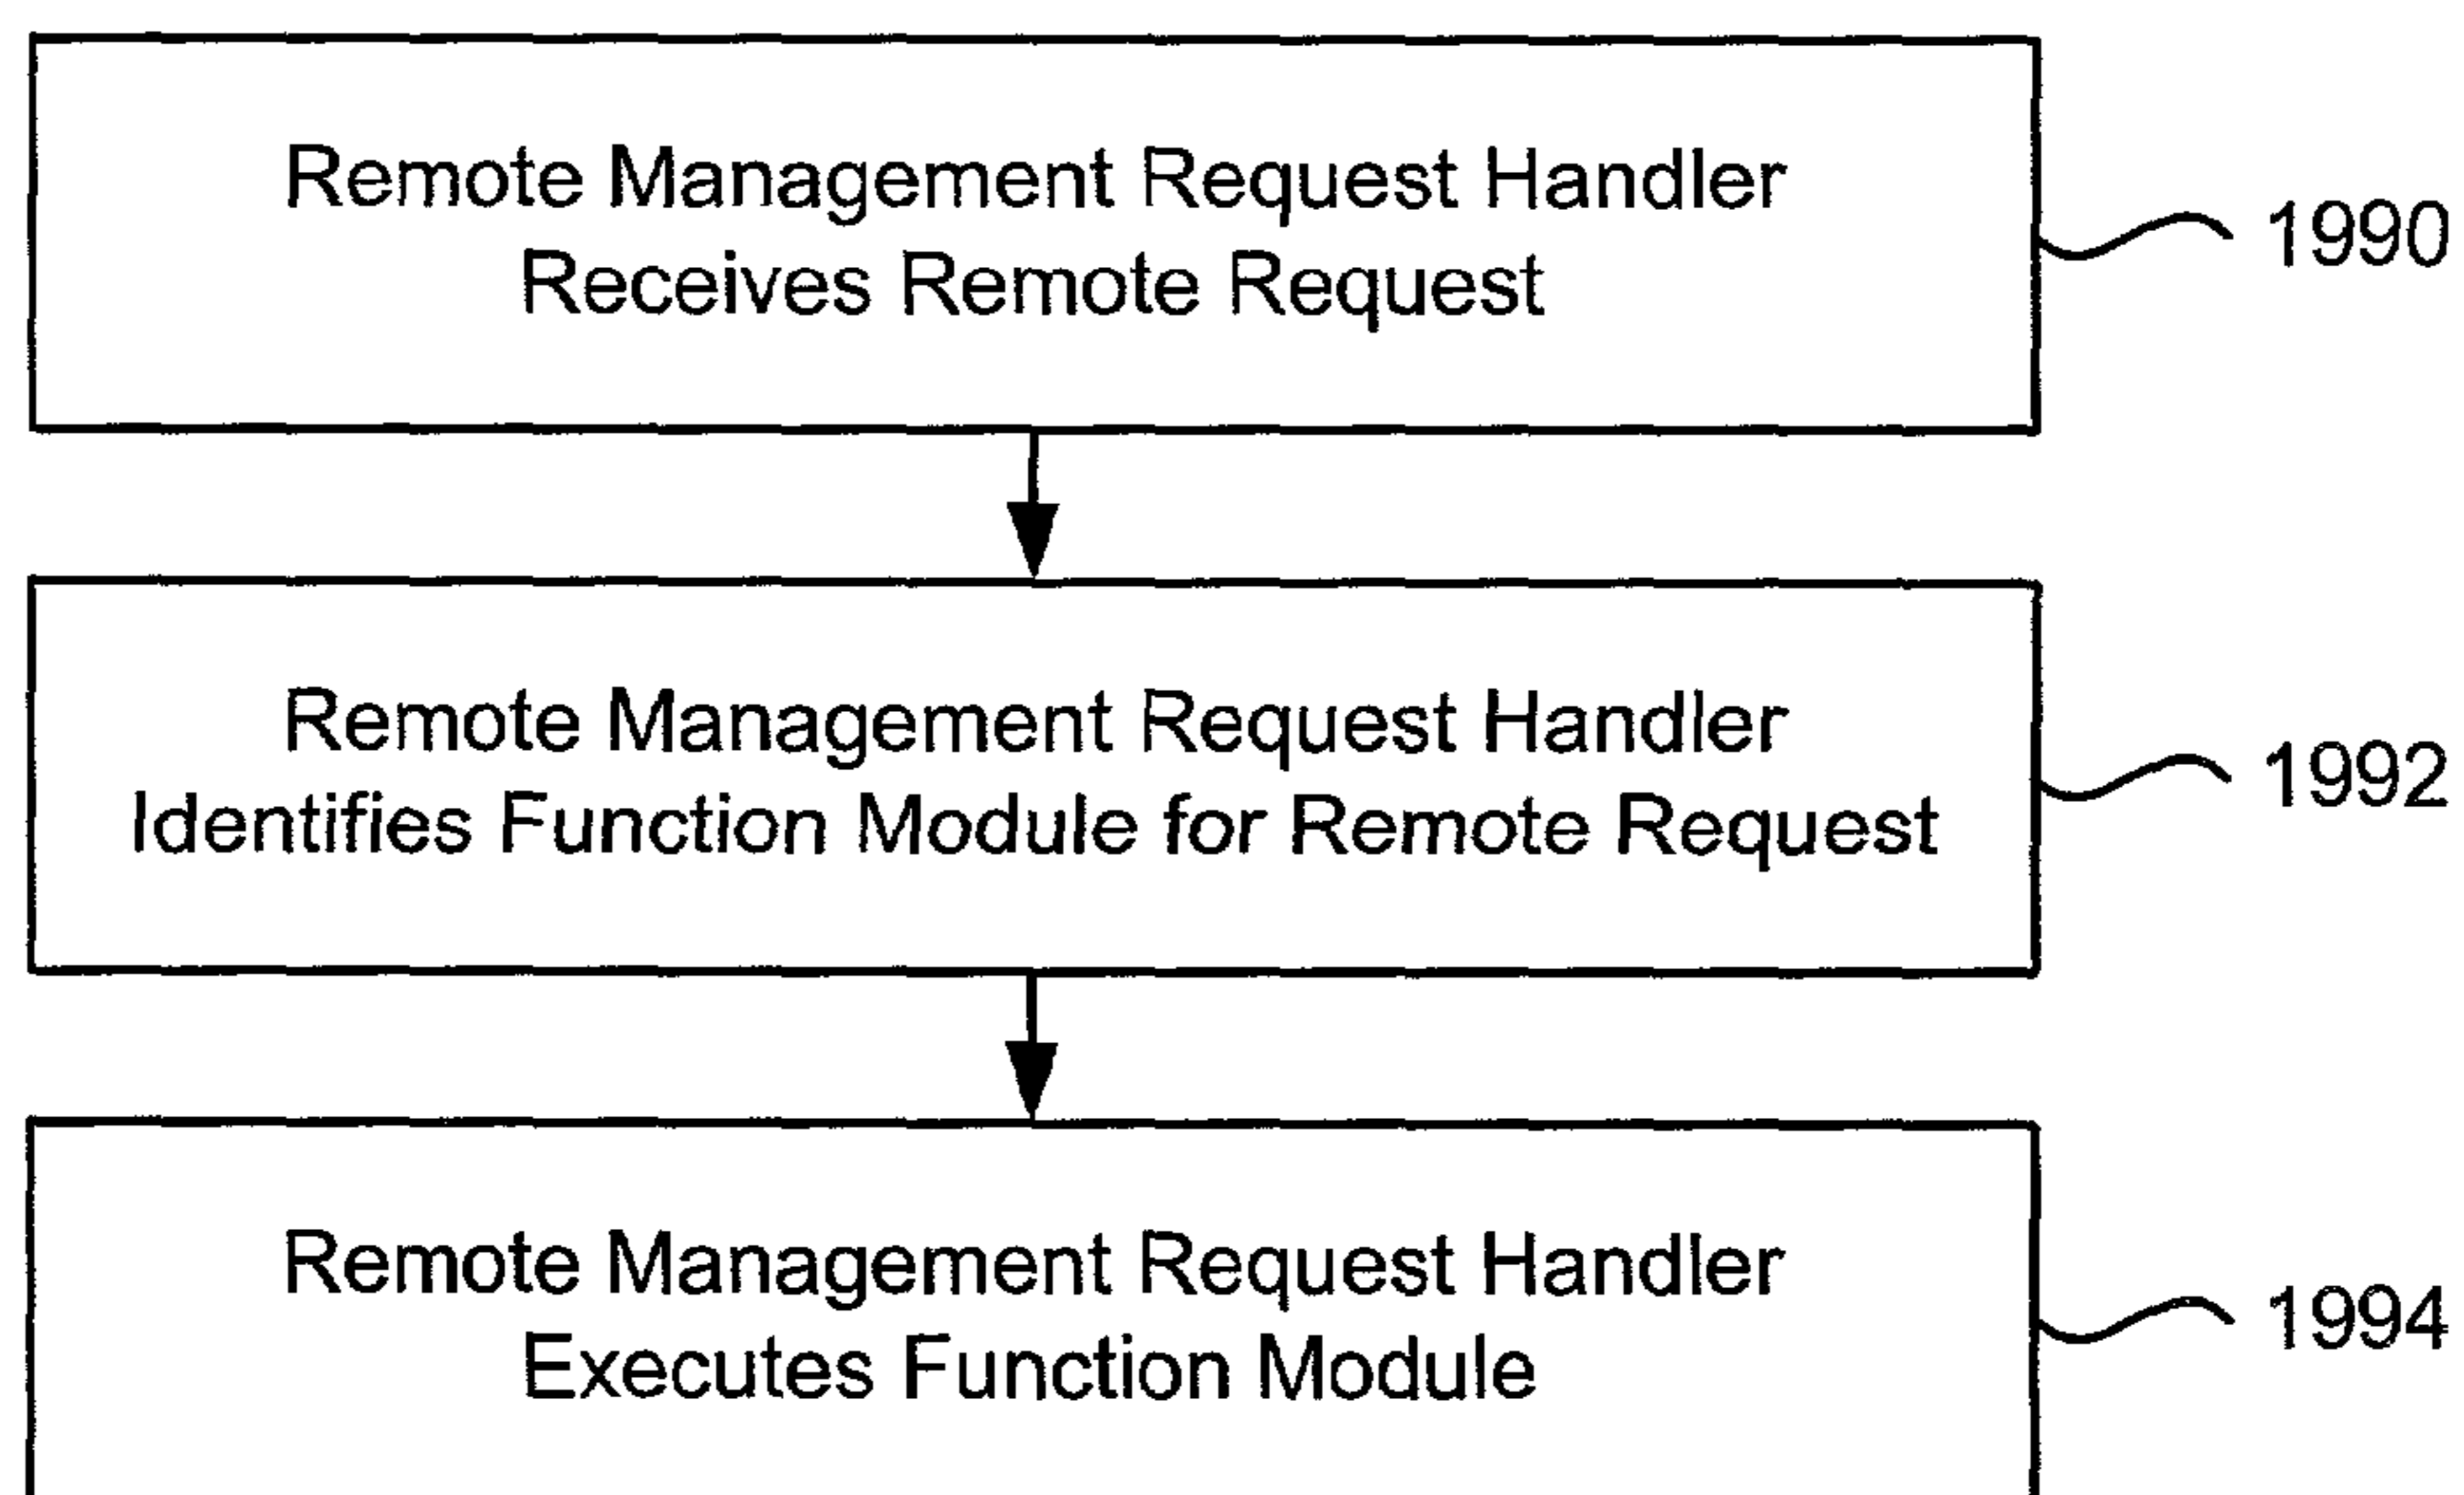 Remote Management Request Handler
Receives Remote Request
1990
Remote Management Request Handler
Identifies Function Module for Remote Request
1992
Remote Management Request Handler
Executes Function Module
1994